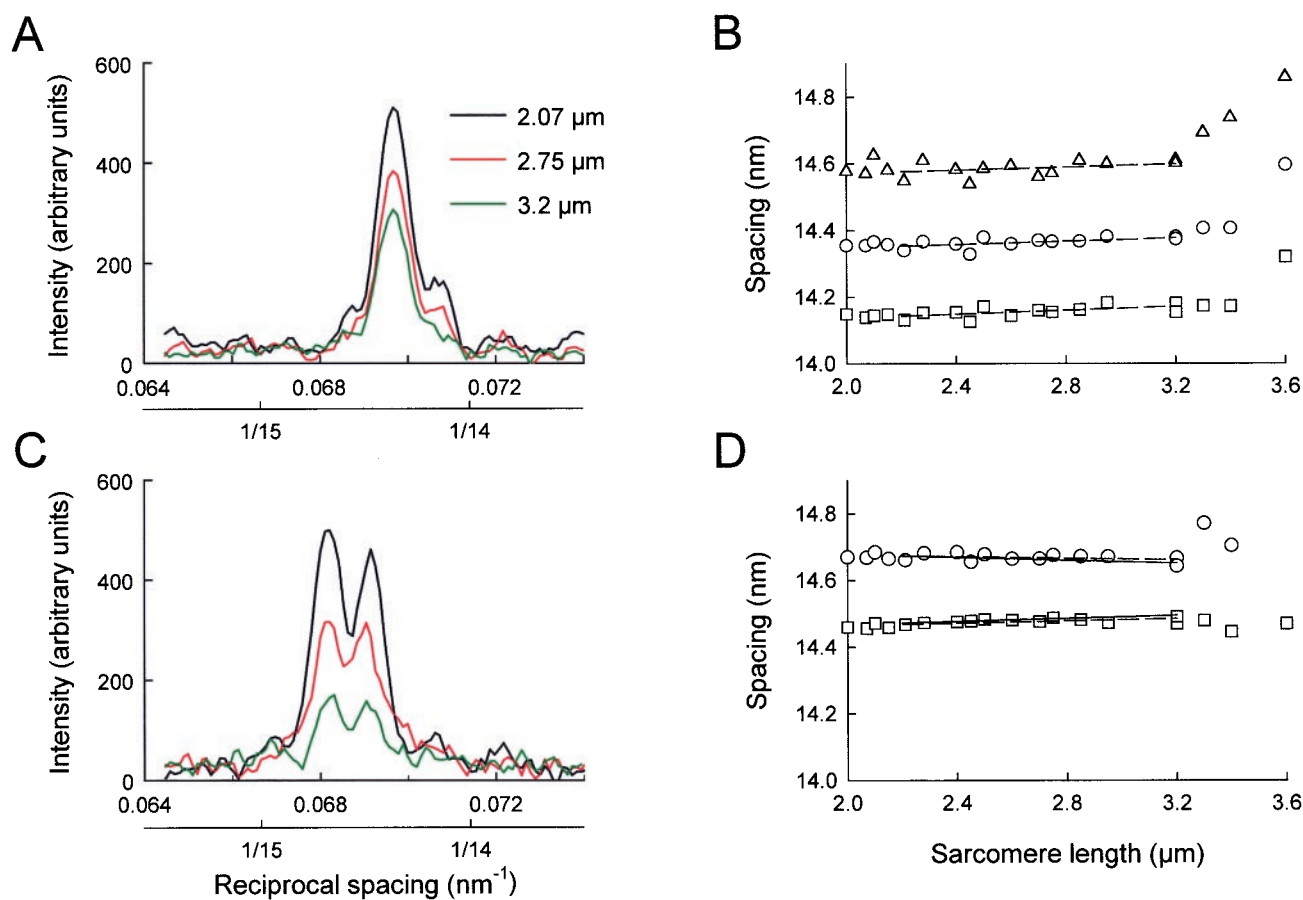 A
Intensity (arbitrary units)
600
400
200
0
2.07 µm
2.75 µm
3.2 µm
0.064
0.068
0.072
1/15
1/14
B
Spacing (nm)
14.8
14.6
14.4
14.2
14.0
2.0
2.4
2.8
3.2
3.6
C
Intensity (arbitrary units)
600
400
200
0
0.064
0.068
0.072
1/15
1/14
Reciprocal spacing (nm⁻¹)
D
Spacing (nm)
14.8
14.6
14.4
14.2
14.0
2.0
2.4
2.8
3.2
3.6
Sarcomere length (µm)